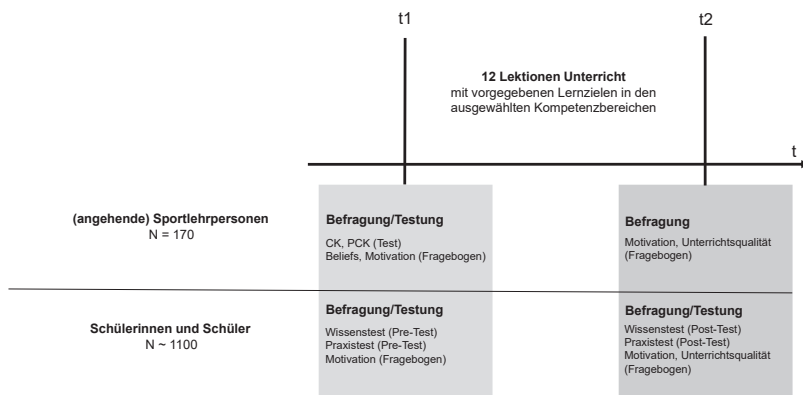 t1
t2
12 Lektionen Unterricht
mit vorgegebenen Lernzielen in den
ausgewählten Kompetenzbereichen
t
(angehende) Sportlehrpersonen
N = 170
Befragung/Testung
CK, PCK (Test)
Beliefs, Motivation (Fragebogen)
Befragung
Motivation, Unterrichtsqualität
(Fragebogen)
Schülerinnen und Schüler
N ~ 1100
Befragung/Testung
Wissenstest (Pre-Test)
Praxistest (Pre-Test)
Motivation (Fragebogen)
Befragung/Testung
Wissenstest (Post-Test)
Praxistest (Post-Test)
Motivation, Unterrichtsqualität
(Fragebogen)